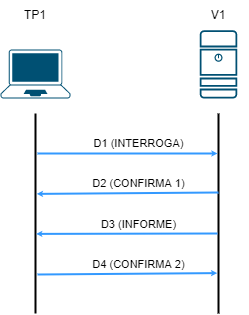 TP1 V1
D1 (INTERROGA)
D2 (CONFIRMA 1)
D3 (INFORME)
D4 (CONFIRMA 2)